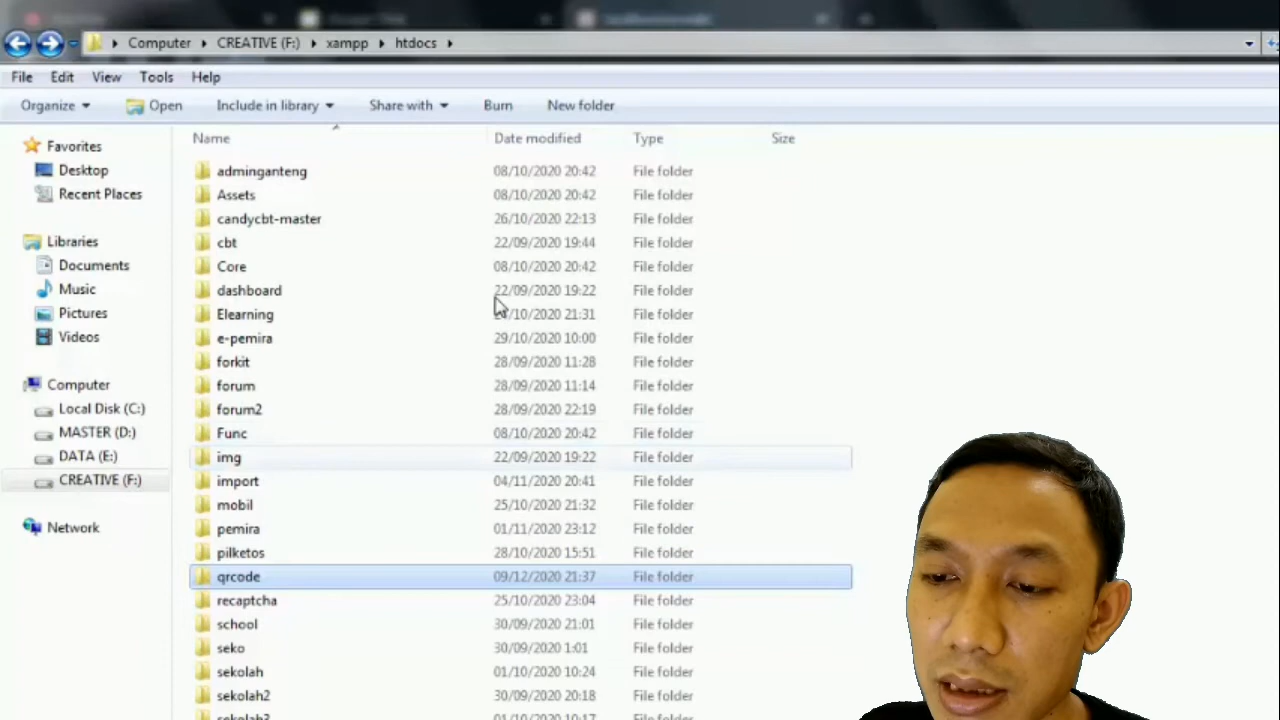 Computer CREATIVE (F:) xampp htdocs
File Edit View Tools Help
Organize Open Include in library Share with Burn New folder
Name Date modified Type Size
Favorites
Desktop
Recent Places
Libraries
Documents
Music
Pictures
Videos
Computer
Local Disk (C:)
MASTER (D:)
DATA (E:)
CREATIVE (F:)
Network
adminganteng 08/10/2020 20:42 File folder
Assets 08/10/2020 20:42 File folder
candycbt-master 26/10/2020 22:13 File folder
cbt 22/09/2020 19:44 File folder
Core 08/10/2020 20:42 File folder
dashboard 22/09/2020 19:22 File folder
Elearning 21:31 File folder
e-pemira 29/10/2020 10:00 File folder
forkit 28/09/2020 11:28 File folder
forum 28/09/2020 11:14 File folder
forum2 28/09/2020 22:19 File folder
Func 08/10/2020 20:42 File folder
img 22/09/2020 19:22 File folder
import 04/11/2020 20:41 File folder
mobil 25/10/2020 21:32 File folder
pemira 01/11/2020 23:12 File folder
pilketos 28/10/2020 15:51 File folder
qrcode 09/12/2020 21:37 File folder
recaptcha 25/10/2020 23:04 File folder
school 30/09/2020 21:01 File folder
seko 30/09/2020 1:01 File folder
sekolah 01/10/2020 10:24 File folder
sekolah2 30/09/2020 20:18 File folder
sekolah3 01/10/2020 10:17 File folder